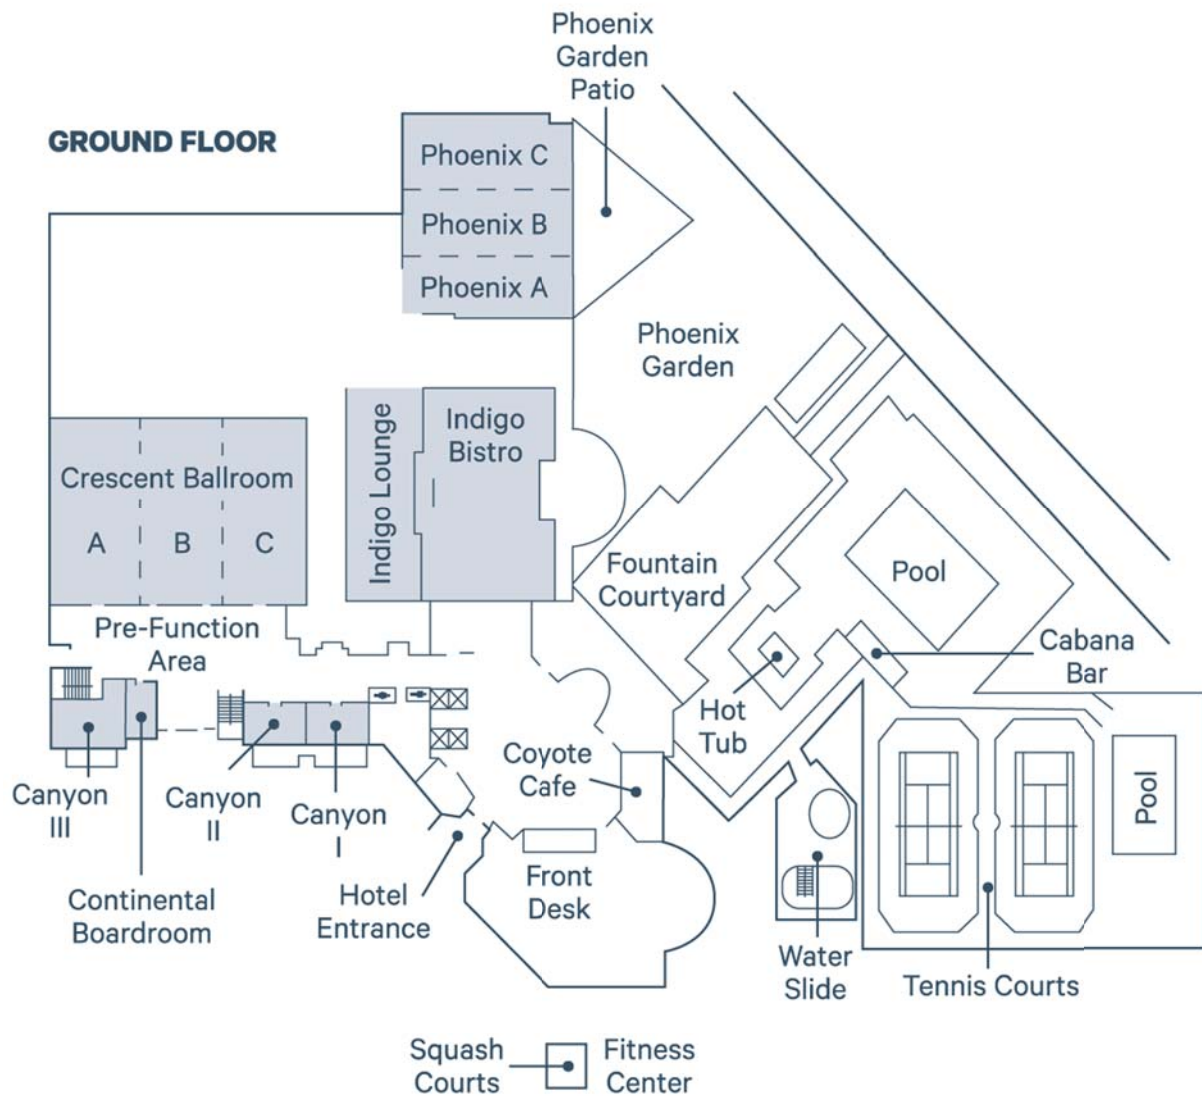 Phoenix
Garden
Patio
GROUND FLOOR
Phoenix C
Phoenix B
Phoenix A
Phoenix
Garden
Indigo Lounge
Indigo
Bistro
Crescent Ballroom
A B C
Fountain
Courtyard
Pool
Pre-Function
Area
Cabana
Bar
Hot
Tub
Coyote
Cafe
Canyon
III
Canyon
II
Canyon
I
Pool
Continental
Boardroom
Hotel
Entrance
Front
Desk
Water
Slide
Tennis Courts
Squash
Courts
Fitness
Center